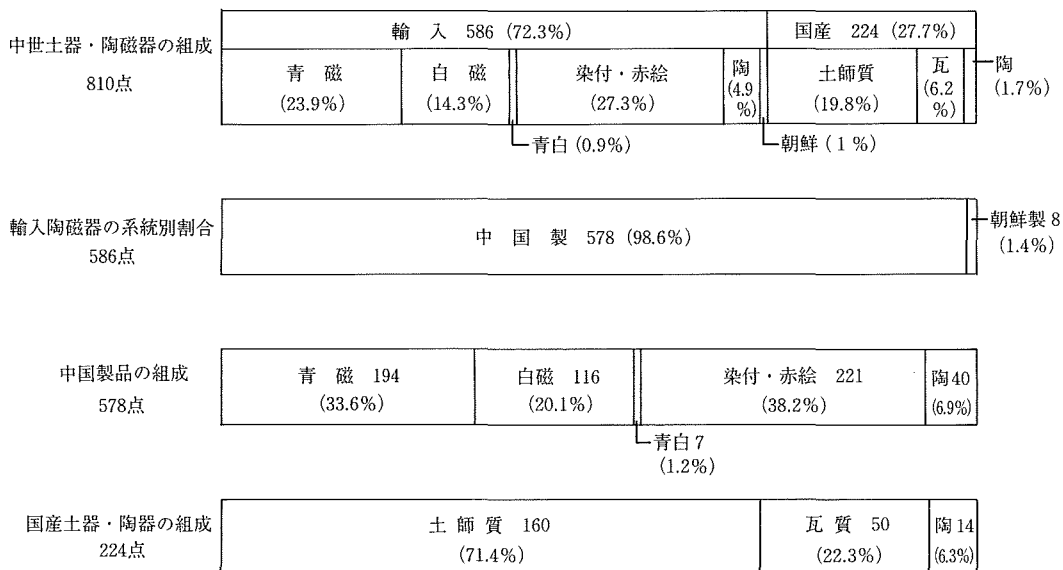 中世土器・陶磁器の組成
810点
輸入 586 (72.3%)
国産 224 (27.7%)
青磁
(23.9%)
白磁
(14.3%)
染付・赤絵
(27.3%)
陶
(4.9
%)
土師質
(19.8%)
瓦
(6.2
%)
陶
(1.7%)
青白 (0.9%)
朝鮮 (1%)
輸入陶磁器の系統別割合
586点
中国製 578 (98.6%)
朝鮮製 8
(1.4%)
中国製品の組成
578点
青磁 194
(33.6%)
白磁 116
(20.1%)
染付・赤絵 221
(38.2%)
陶40
(6.9%)
青白 7
(1.2%)
国産土器・陶器の組成
224点
土師質 160
(71.4%)
瓦質 50
(22.3%)
陶14
(6.3%)